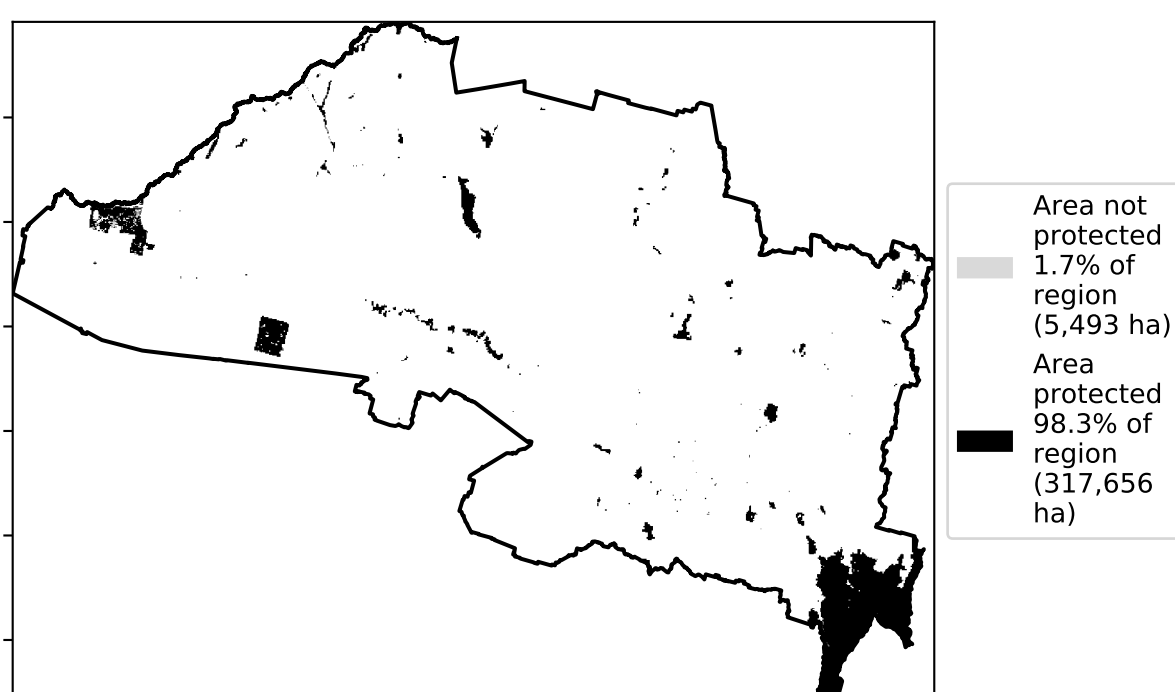 Area not
protected
1.7% of
region
(5,493 ha)
Area
protected
98.3% of
region
(317,656
ha)